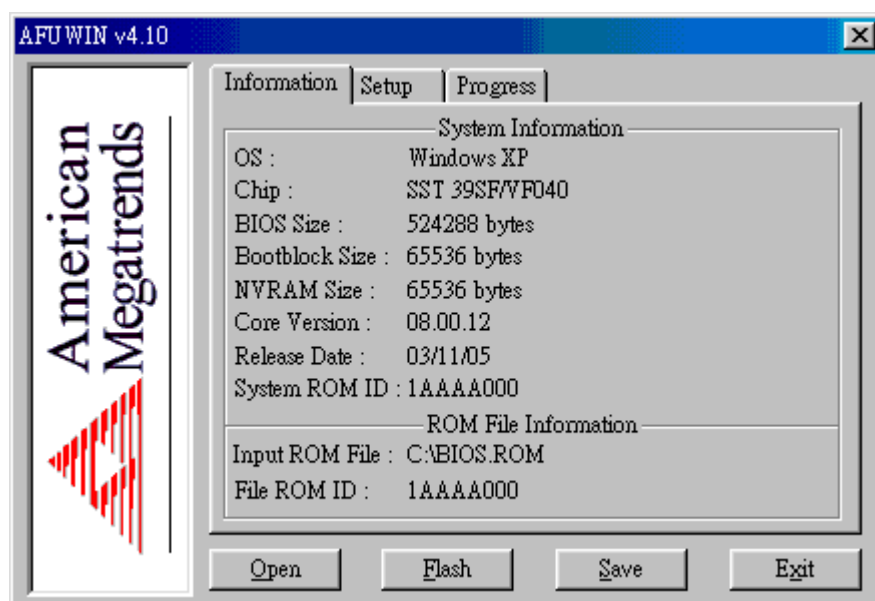 AFUWIN v4.10
American
Megatrends
Information Setup Progress
System Information
OS : Windows XP
Chip : SST 39SF/VF040
BIOS Size : 524288 bytes
Bootblock Size : 65536 bytes
NVRAM Size : 65536 bytes
Core Version : 08.00.12
Release Date : 03/11/05
System ROM ID : 1AAAA000
ROM File Information
Input ROM File : C:\BIOS.ROM
File ROM ID : 1AAAA000
Open Flash Save Exit